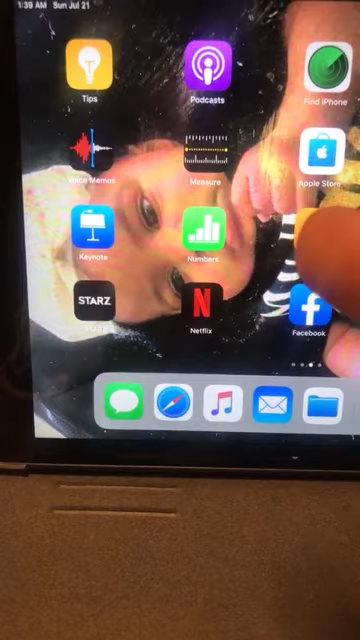 1:39 AM Sun Jul 21
Tips Podcasts Find iPhone
Voice Memos Measure Apple Store
Keynote Numbers
STARZ N f
STARZ Netflix Facebook